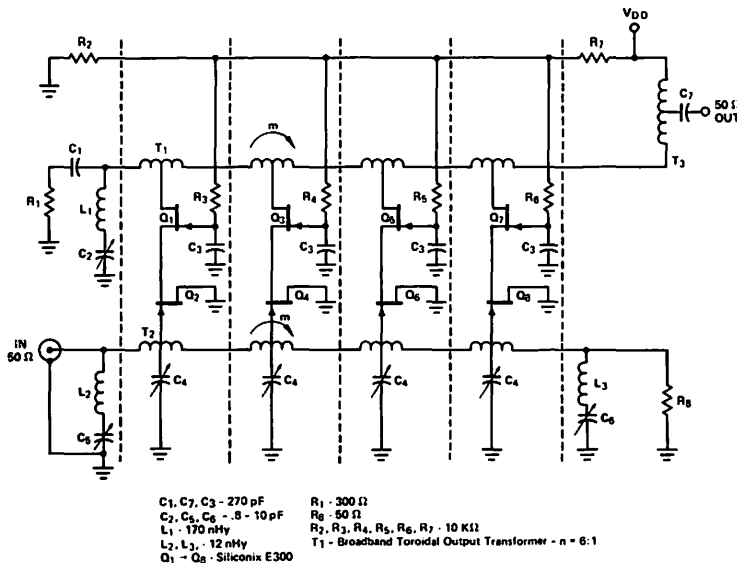 VDD
R2
R7
C7
50 Ω
OUT
T3
C1
T1
m
R1
L1
C2
Q1
R3
C3
Q3
R4
C3
Q5
R5
C3
Q7
R6
C3
Q2
Q4
Q6
Q8
IN
50 Ω
T2
m
L2
C5
C4
C4
C4
C4
L3
C6
R8
C1, C7, C3 - 270 pF
C2, C5, C6 - .8 - 10 pF
L1 - 170 nHy
L2, L3, - 12 nHy
Q1 → Q8 - Siliconix E300
R1 - 300 Ω
R8 - 50 Ω
R2, R3, R4, R5, R6, R7 - 10 KΩ
T1 - Broadband Toroidal Output Transformer - n = 6:1